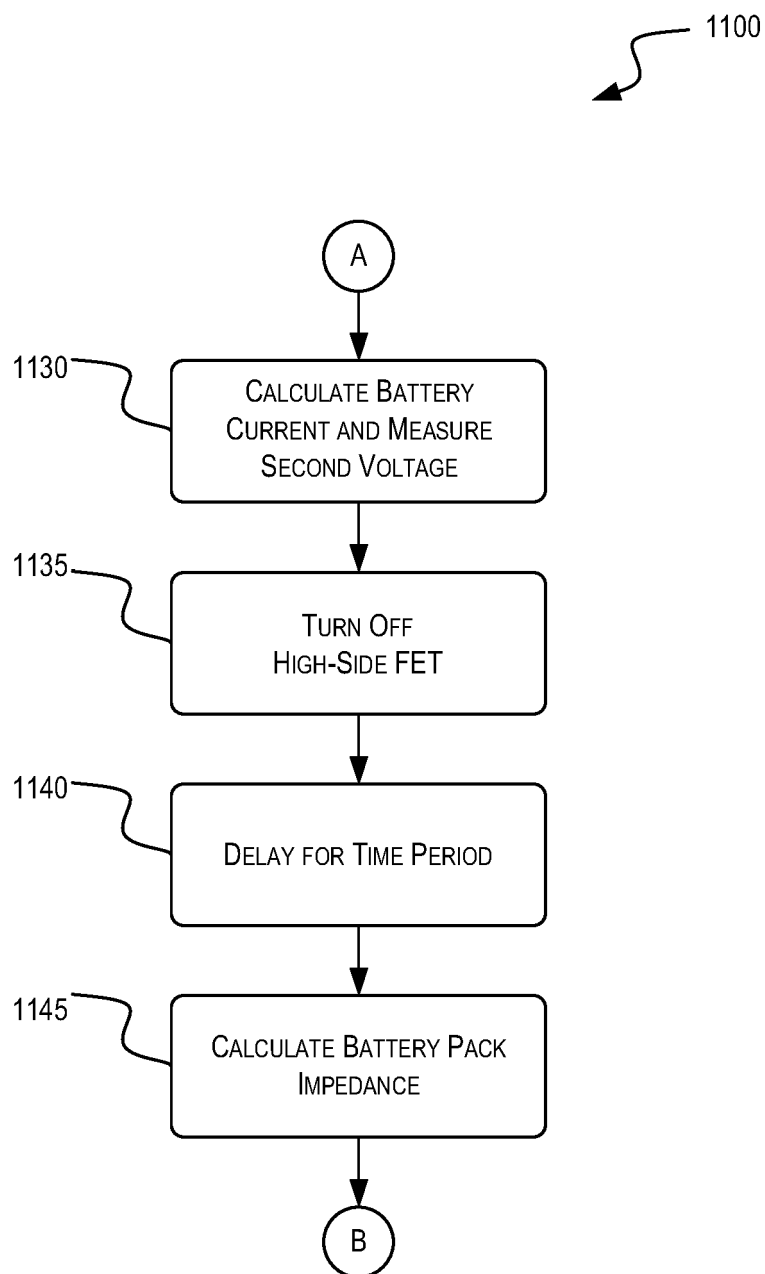 1100
A
1130
CALCULATE BATTERY
CURRENT AND MEASURE
SECOND VOLTAGE
1135
TURN OFF
HIGH-SIDE FET
1140
DELAY FOR TIME PERIOD
1145
CALCULATE BATTERY PACK
IMPEDANCE
B